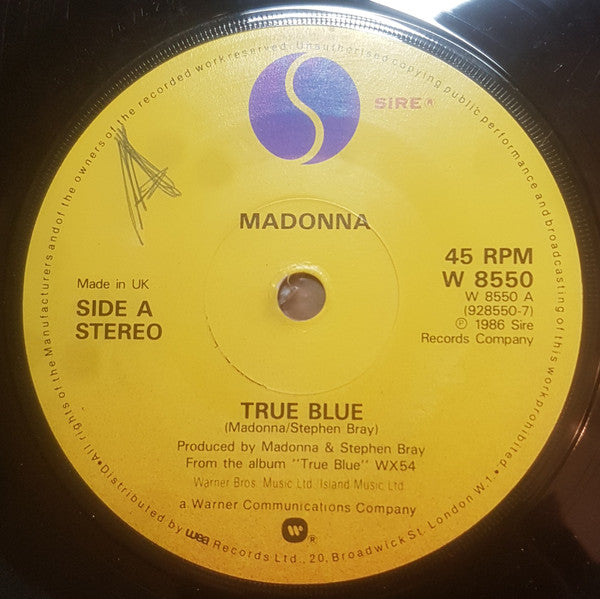 All rights of the Manufacturers and of the owners of the recorded work reserved. Unauthorised copying public performance and broadcasting of this work prohibited.
SIRE®
A
MADONNA
Made in UK
SIDE A
STEREO
45 RPM
W 8550
W 8550 A
(928550-7)
℗ 1986 Sire
Records Company
TRUE BLUE
(Madonna/Stephen Bray)
Produced by Madonna & Stephen Bray
From the album "True Blue" WX54
Warner Bros. Music Ltd. Island Music Ltd.
a Warner Communications Company
• Distributed by wea Records Ltd., 20, Broadwick St. London W.1. •